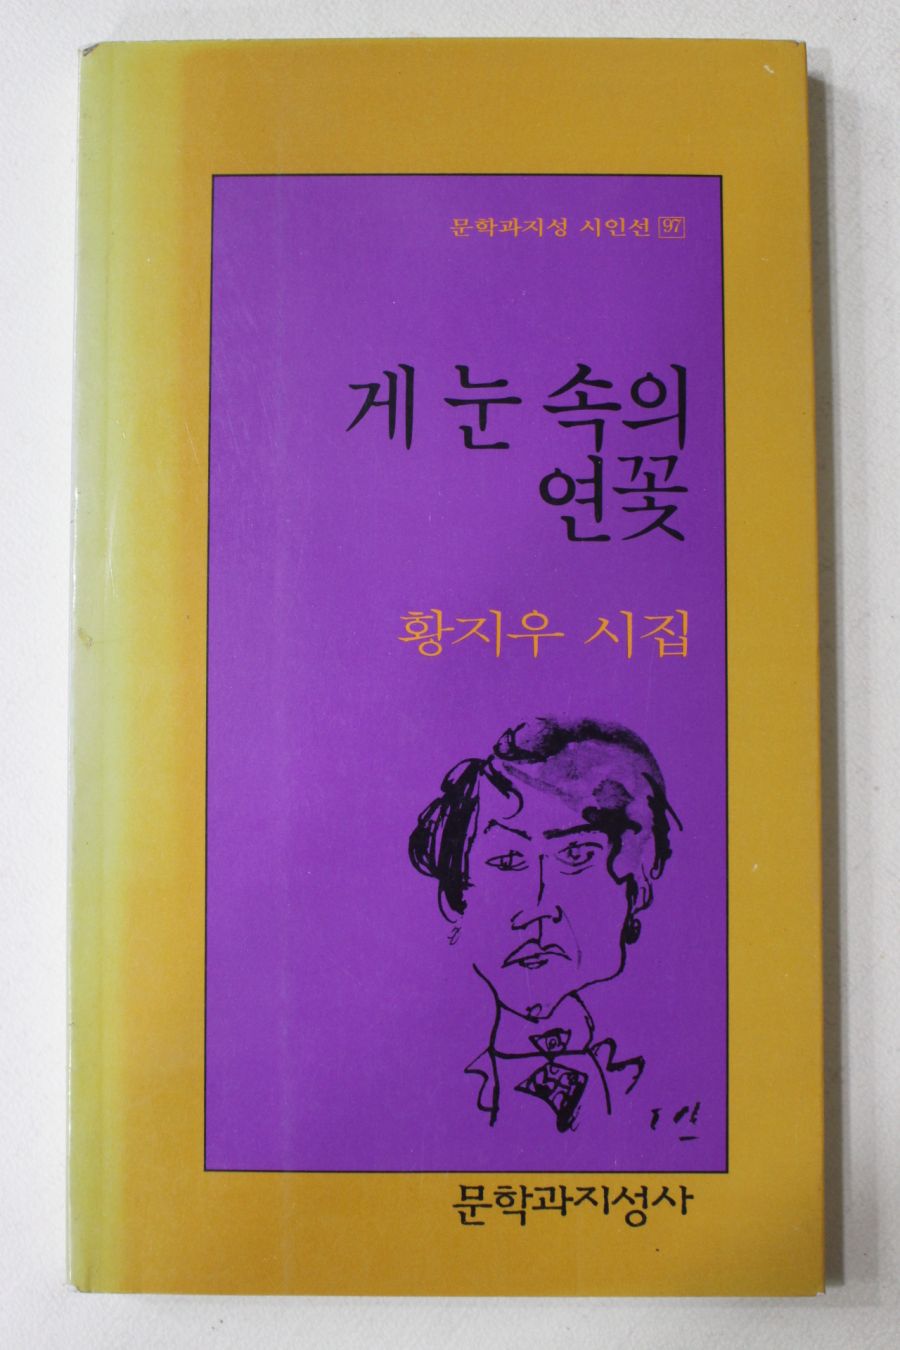 문학과지성 시인선 97
게 눈 속의
연꽃
황지우 시집
문학과지성사